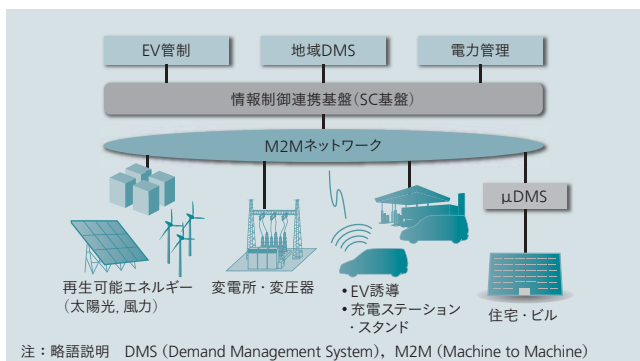 EV管制
地域DMS
電力管理
情報制御連携基盤(SC基盤)
M2Mネットワーク
μDMS
再生可能エネルギー
(太陽光, 風力)
変電所・変圧器
• EV誘導
• 充電ステーション
・スタンド
住宅・ビル
注：略語説明　DMS (Demand Management System), M2M (Machine to Machine)